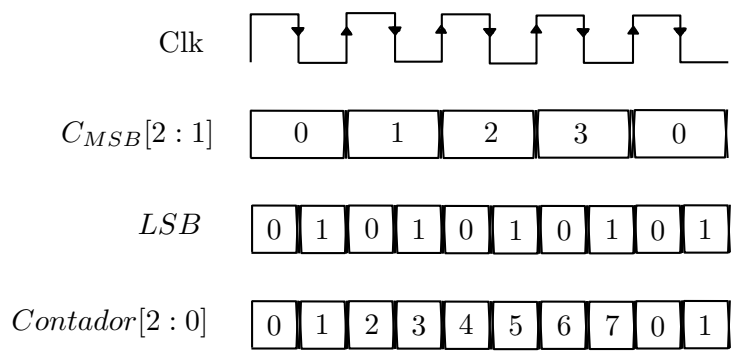 Clk
C_{MSB}[2 : 1] 0 1 2 3 0
LSB 0 1 0 1 0 1 0 1 0 1
Contador[2 : 0] 0 1 2 3 4 5 6 7 0 1